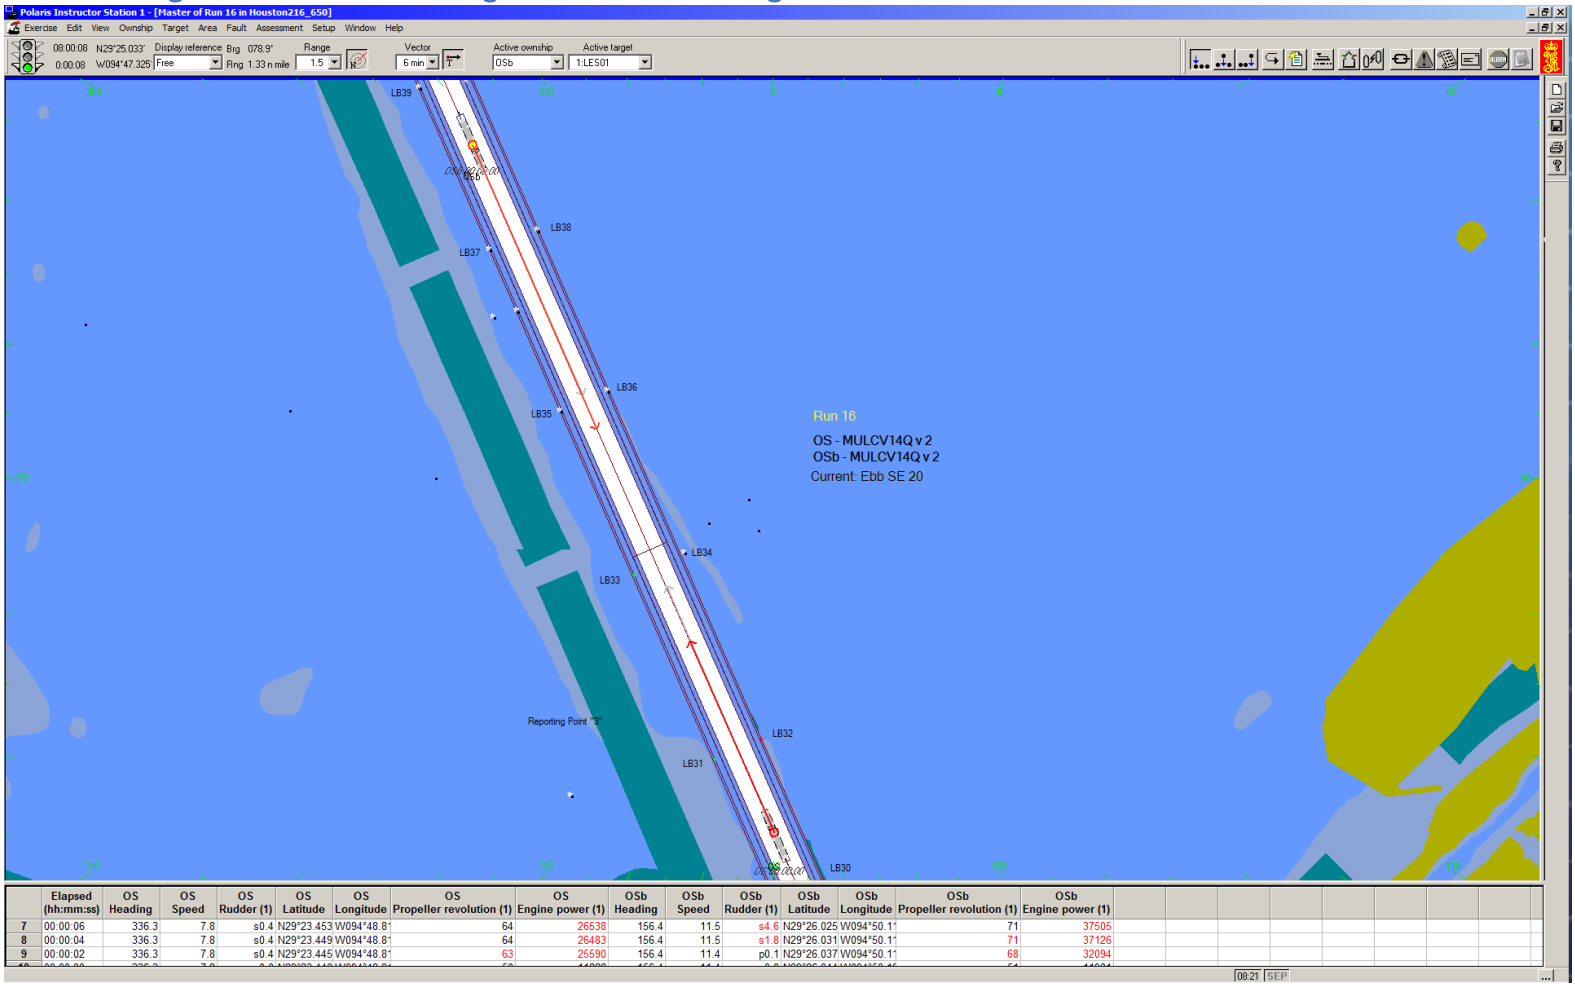 Polaris Instructor Station 1 - [Master of Run 16 in Houston216_650]
Exercise Edit View Ownship Target Area Fault Assessment Setup Window Help
08:00:08 N29°25.033' Display reference Brg 078.9° Range Vector Active ownship Active target
0:00:08 W094°47.325' Free Rng 1.33 n mile 1.5 6 min OSb 1:LES01
LB39
OSb
LB38
LB37
LB36
LB35
Run 16
OS - MULCV14Q v 2
OSb - MULCV14Q v 2
Current: Ebb SE 20
LB34
LB33
Reporting Point "3"
LB32
LB31
LB30
OS
Elapsed OS OS OS OS OS OS OS OSb OSb OSb OSb OSb OSb OSb
(hh:mm:ss) Heading Speed Rudder (1) Latitude Longitude Propeller revolution (1) Engine power (1) Heading Speed Rudder (1) Latitude Longitude Propeller revolution (1) Engine power (1)
7 00:00:06 336.3 7.8 s0.4 N29°23.453 W094°48.8 64 26538 156.4 11.5 s4.6 N29°26.025 W094°50.1 71 37505
8 00:00:04 336.3 7.8 s0.4 N29°23.449 W094°48.8 64 26483 156.4 11.5 s1.8 N29°26.031 W094°50.1 71 37126
9 00:00:02 336.3 7.8 s0.4 N29°23.445 W094°48.8 63 25590 156.4 11.4 p0.1 N29°26.037 W094°50.1 68 32094
08:21 SEP